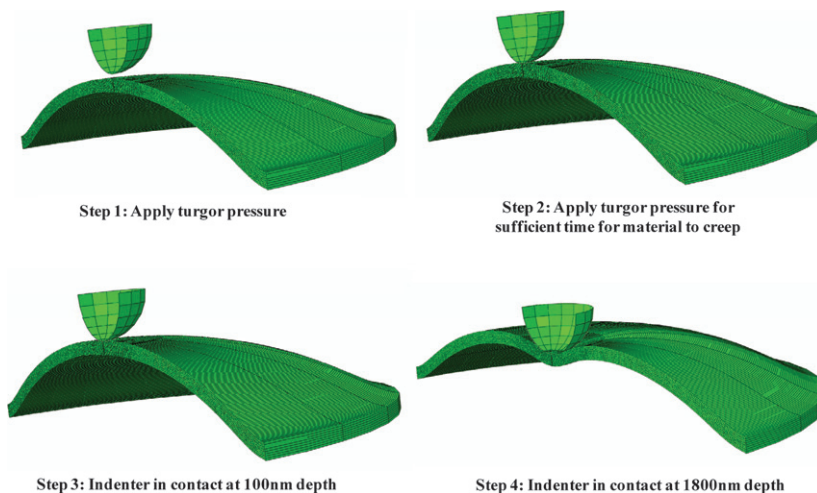 Step 1: Apply turgor pressure
Step 2: Apply turgor pressure for
sufficient time for material to creep
Step 3: Indenter in contact at 100nm depth
Step 4: Indenter in contact at 1800nm depth